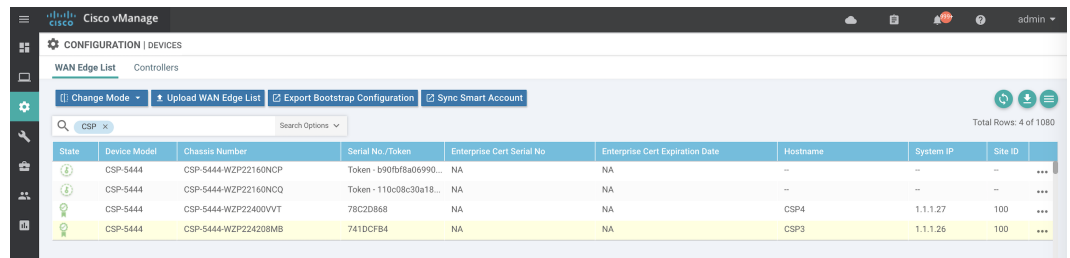 cisco Cisco vManage 999+ admin
CONFIGURATION | DEVICES
WAN Edge List Controllers
Change Mode Upload WAN Edge List Export Bootstrap Configuration Sync Smart Account
CSP × Search Options Total Rows: 4 of 1080
State Device Model Chassis Number Serial No./Token Enterprise Cert Serial No Enterprise Cert Expiration Date Hostname System IP Site ID
CSP-5444 CSP-5444-WZP22160NCP Token - b90fbf8a06990... NA NA -- -- -- ...
CSP-5444 CSP-5444-WZP22160NCQ Token - 110c08c30a18... NA NA -- -- -- ...
CSP-5444 CSP-5444-WZP22400VVT 78C2D868 NA NA CSP4 1.1.1.27 100 ...
CSP-5444 CSP-5444-WZP224208MB 741DCFB4 NA NA CSP3 1.1.1.26 100 ...